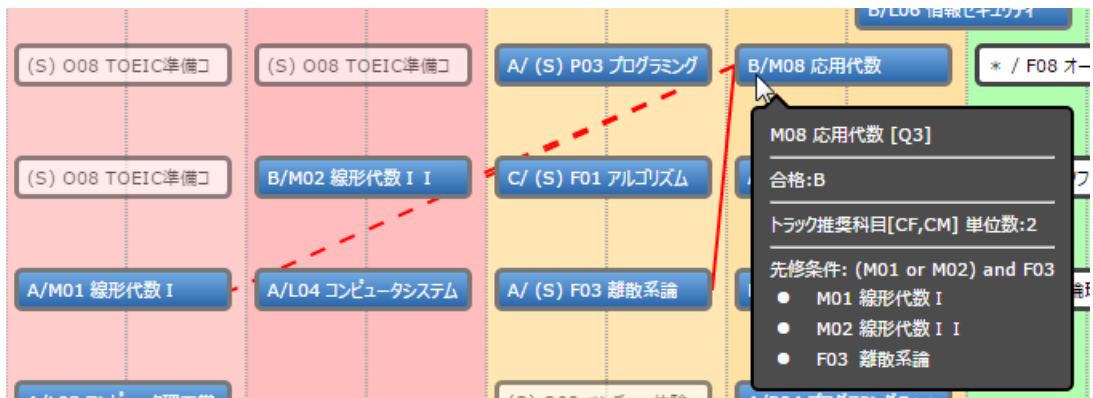 B/L06 情報セキュリティ
(S) O08 TOEIC準備コ
(S) O08 TOEIC準備コ
A/ (S) P03 プログラミング
B/M08 応用代数
* / F08 オー
M08 応用代数 [Q3]
(S) O08 TOEIC準備コ
B/M02 線形代数ＩＩ
C/ (S) F01 アルゴリズム
合格:B
トラック推奨科目[CF,CM] 単位数:2
先修条件: (M01 or M02) and F03
A/M01 線形代数Ｉ
A/L04 コンピュータシステム
A/ (S) F03 離散系論
● M01 線形代数Ｉ
● M02 線形代数ＩＩ
● F03 離散系論